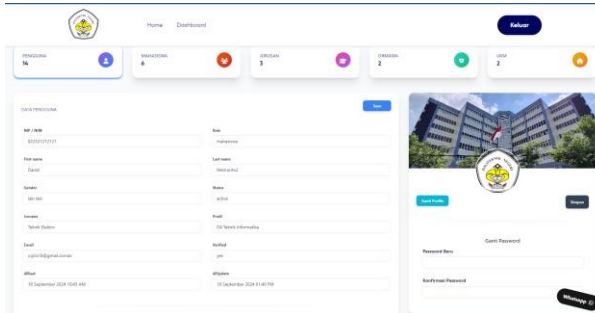 Home Dashboard
Keluar
PENGGUNA
14
MAHASISWA
6
JURUSAN
3
ORMAWA
2
UKM
2
DATA PENGGUNA
Save
NIP / NIM
Role
mahasiswa
First name
Last name
David
Gender
Status
laki-laki
active
Jurusan
Prodi
Teknik Elektro
D4 Teknik Informatika
Email
Verified
yes
diBuat
diUpdate
18 September 2024 10:45 AM
18 September 2024 01:40 PM
Ganti Profile
Simpan
Ganti Password
Password Baru
Konfirmasi Password
Whatsapp